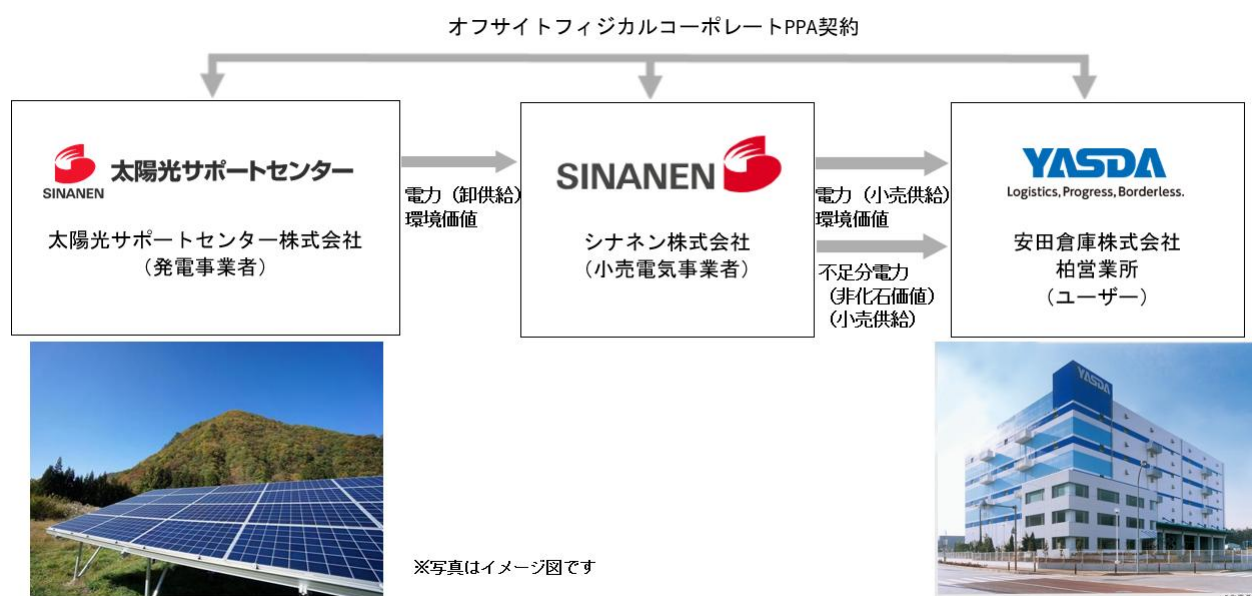 オフサイトフィジカルコーポレートPPA契約
SINANEN
太陽光サポートセンター
太陽光サポートセンター株式会社
（発電事業者）
電力（卸供給）
環境価値
SINANEN
シナネン株式会社
（小売電気事業者）
電力（小売供給）
環境価値
不足分電力
（非化石価値）
（小売供給）
YASDA
Logistics, Progress, Borderless.
安田倉庫株式会社
柏営業所
（ユーザー）
YASDA
※写真はイメージ図です